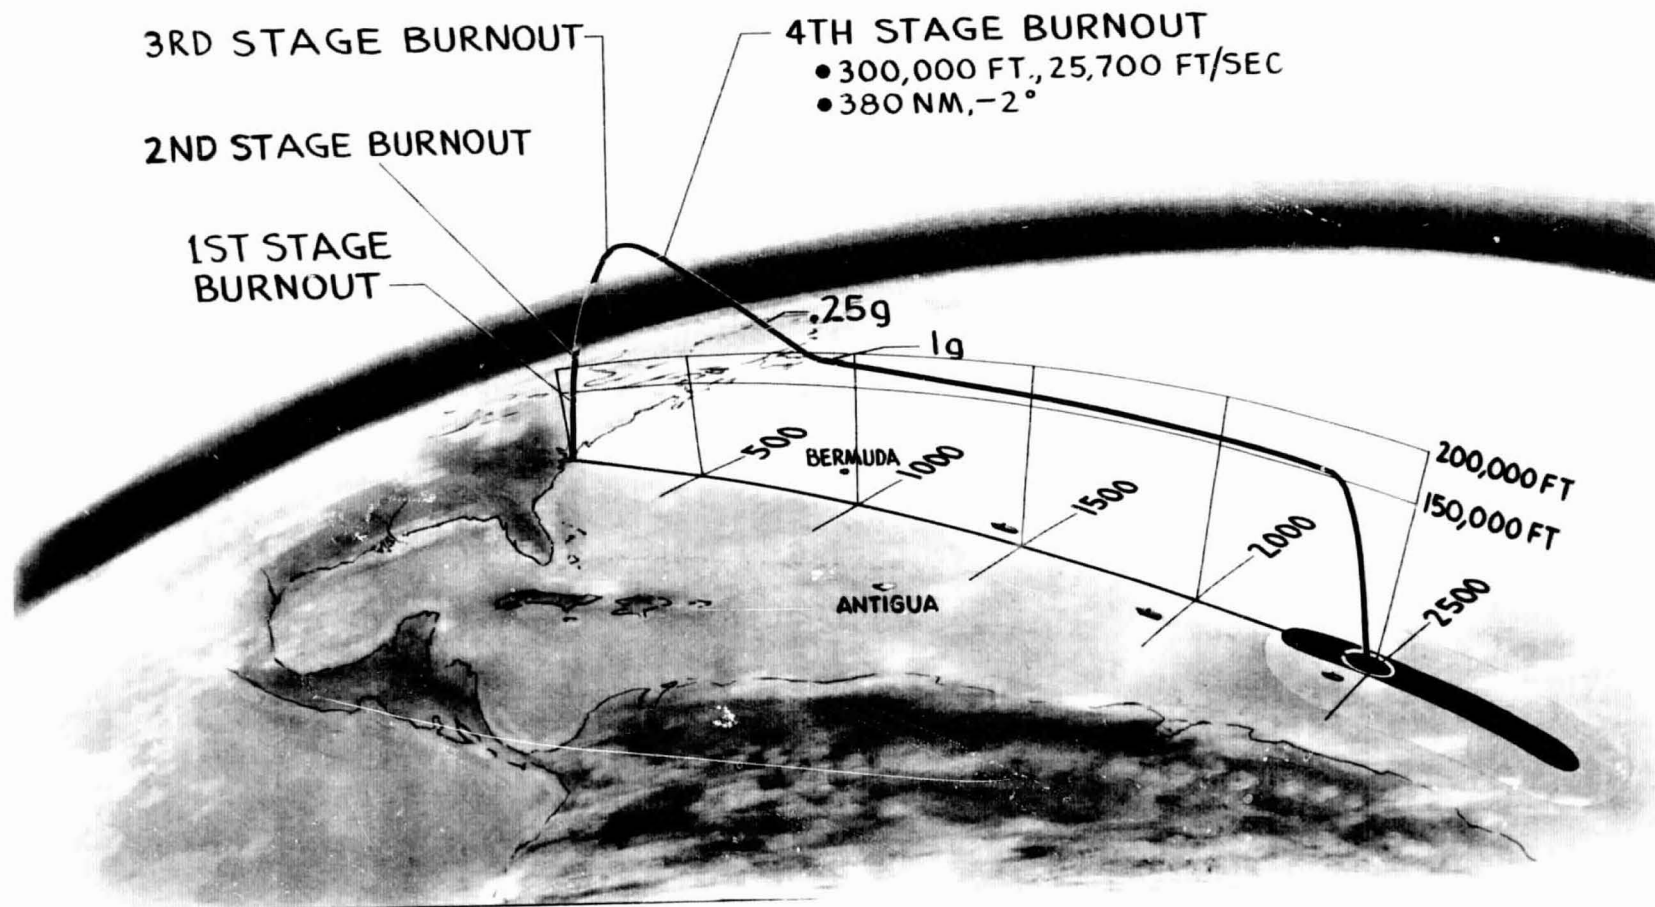 3RD STAGE BURNOUT
4TH STAGE BURNOUT
• 300,000 FT., 25,700 FT/SEC
• 380 NM, -2°
2ND STAGE BURNOUT
1ST STAGE
BURNOUT
.25g
1g
500
BERMUDA
1000
1500
2000
2500
200,000 FT
150,000 FT
ANTIGUA